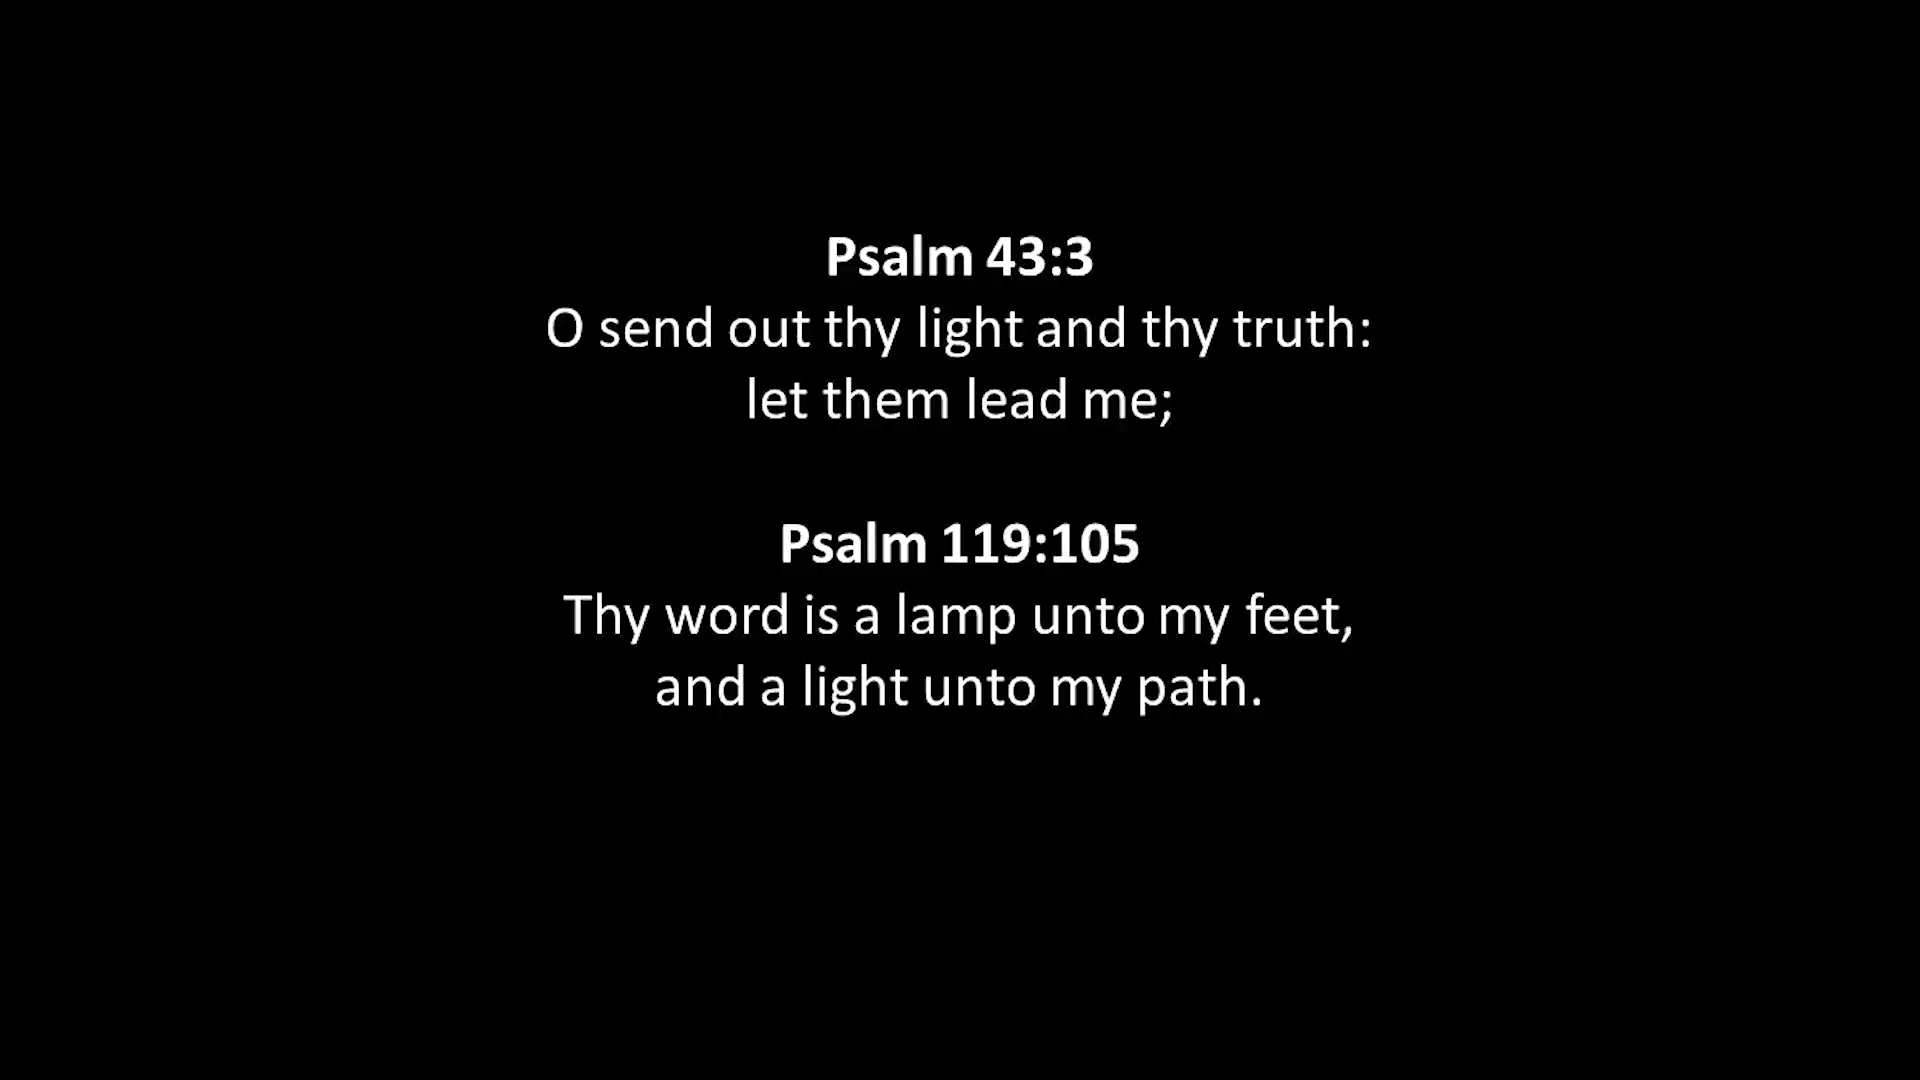 Psalm 43:3
O send out thy light and thy truth:
let them lead me;
Psalm 119:105
Thy word is a lamp unto my feet,
and a light unto my path.